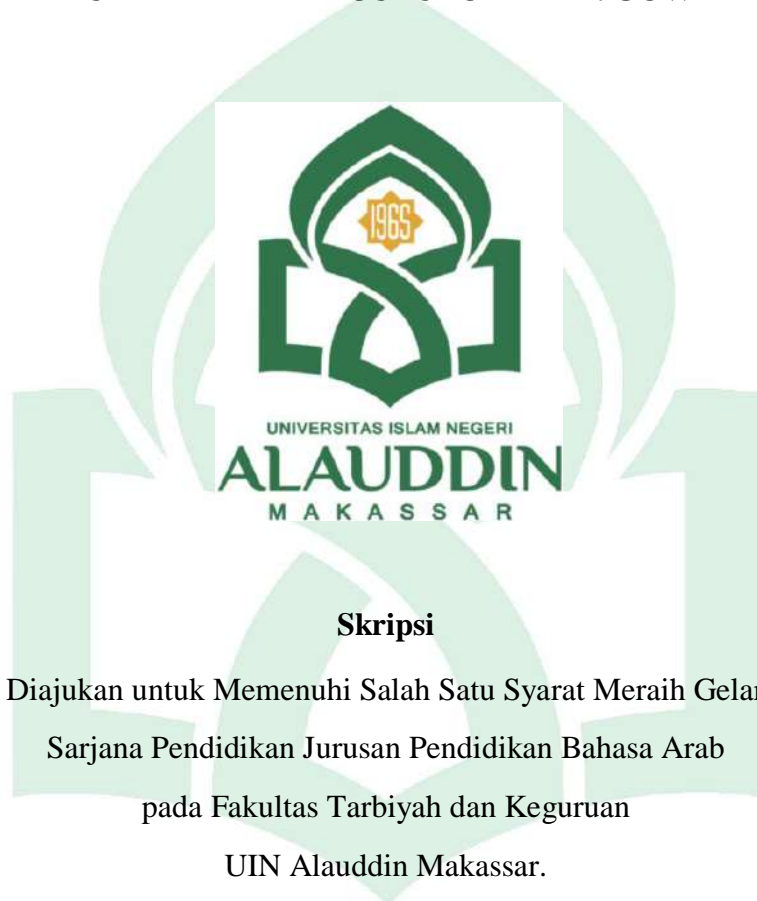 1965
UNIVERSITAS ISLAM NEGERI
ALAUDDIN
MAKASSAR
Skripsi
Diajukan untuk Memenuhi Salah Satu Syarat Meraih Gelar
Sarjana Pendidikan Jurusan Pendidikan Bahasa Arab
pada Fakultas Tarbiyah dan Keguruan
UIN Alauddin Makassar.